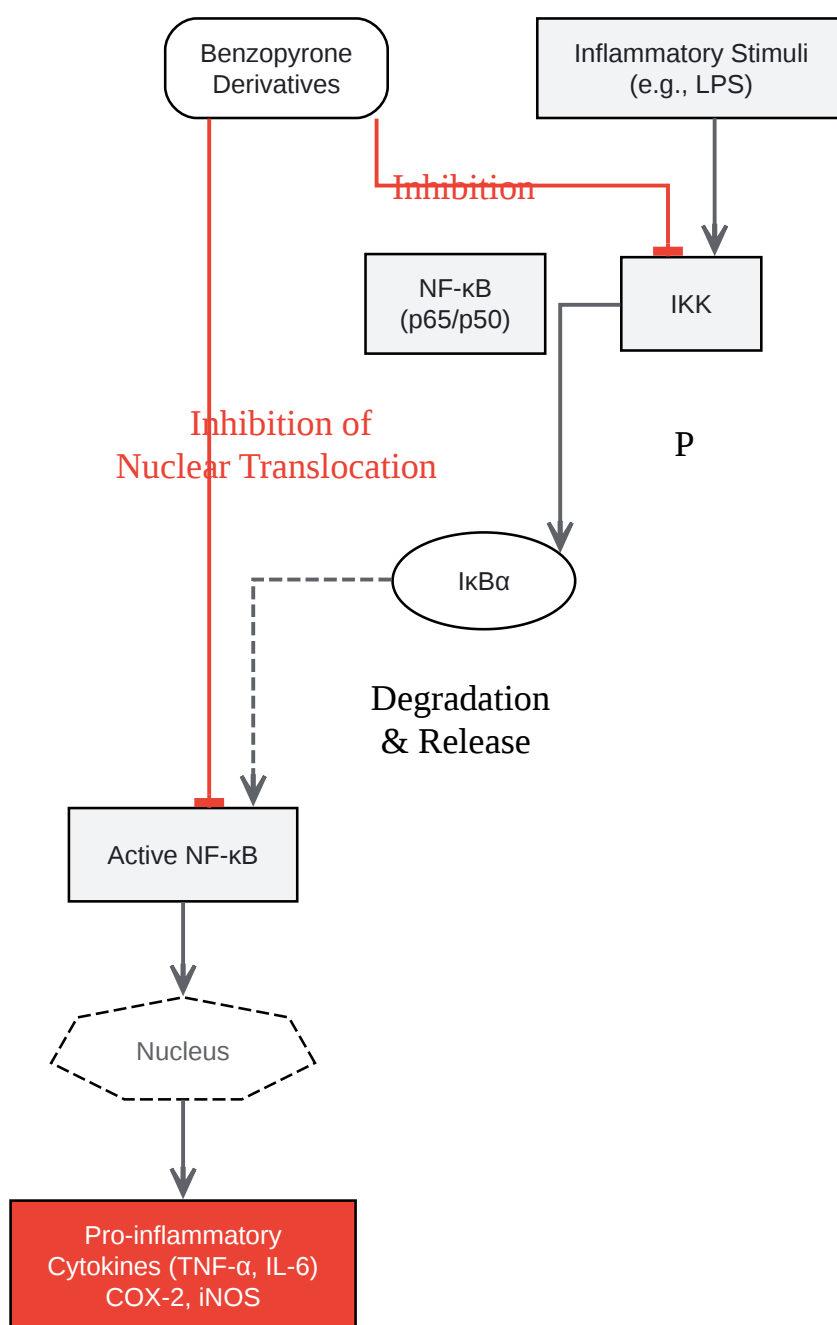 Benzopyrone
Derivatives
Inflammatory Stimuli
(e.g., LPS)
Inhibition
NF-κB
(p65/p50)
IKK
Inhibition of
Nuclear Translocation
P
IκBα
Degradation
& Release
Active NF-κB
Nucleus
Pro-inflammatory
Cytokines (TNF-α, IL-6)
COX-2, iNOS